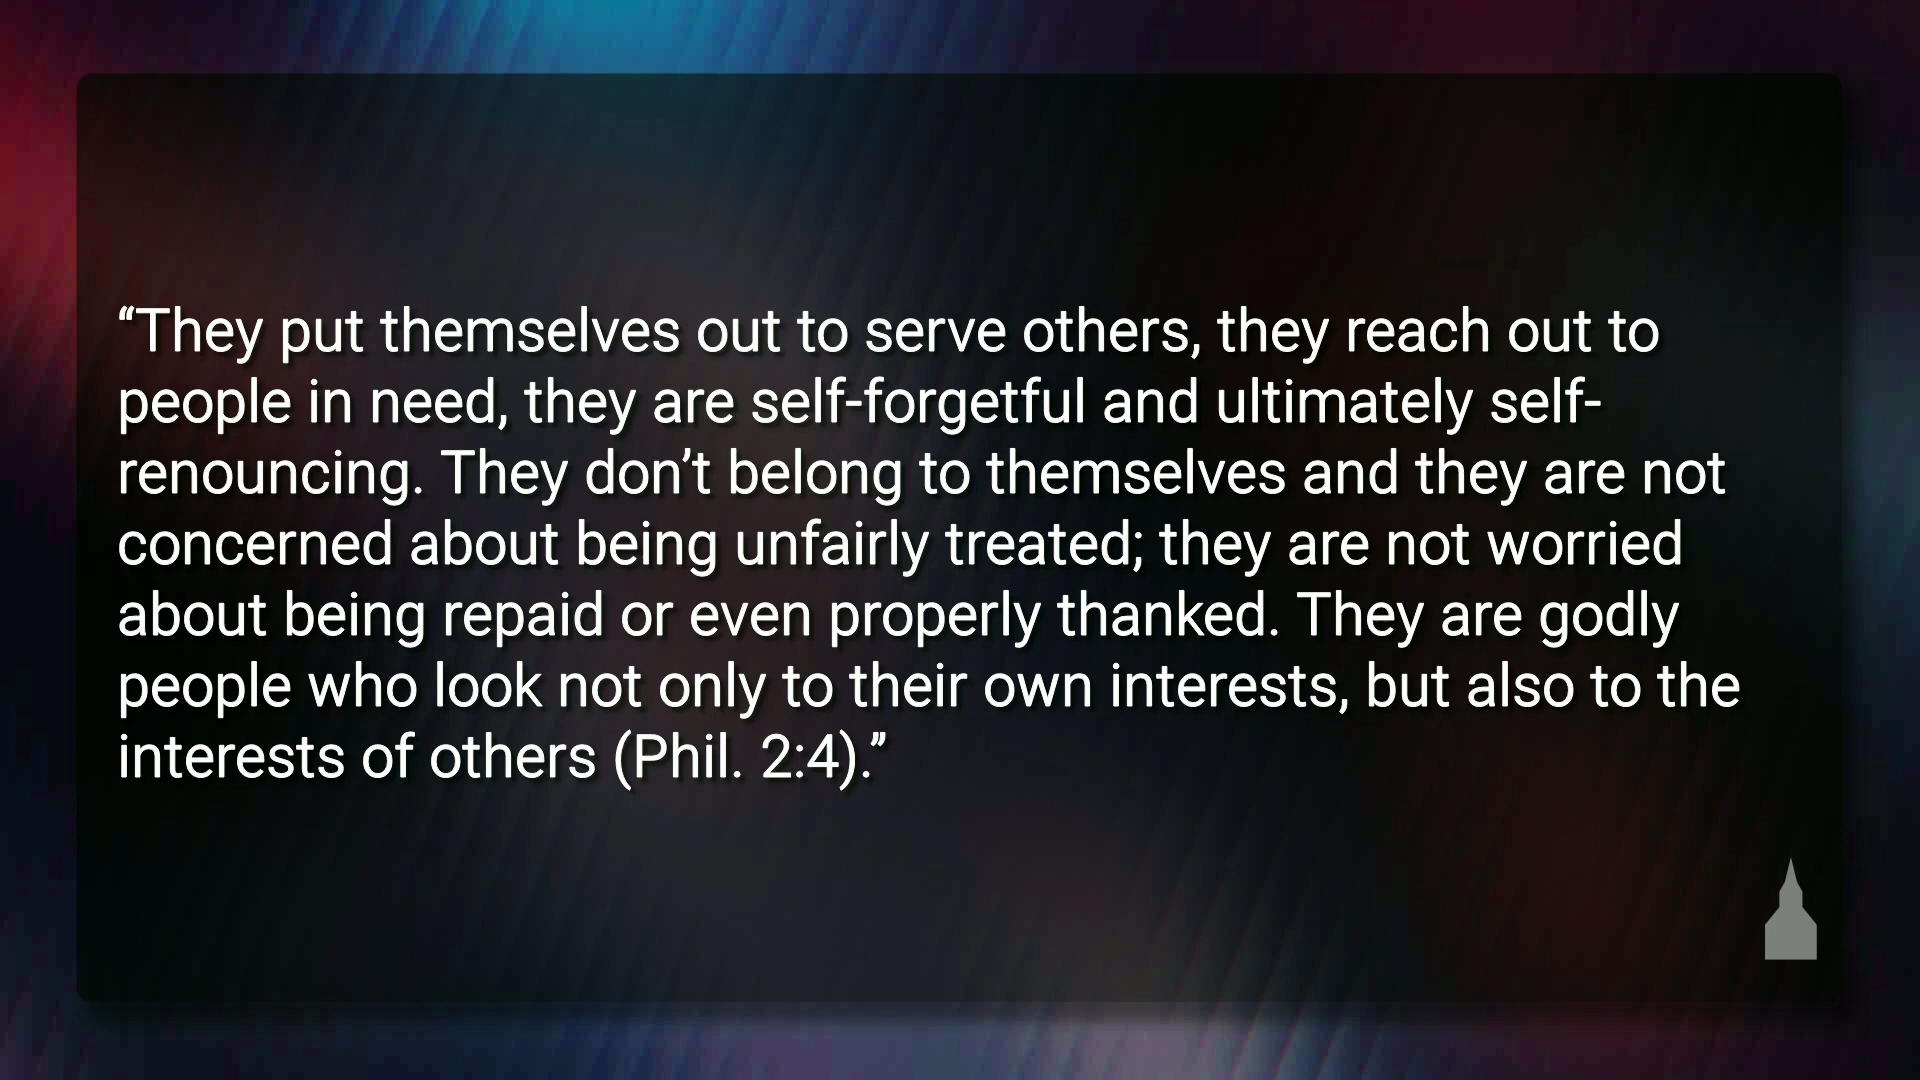 “They put themselves out to serve others, they reach out to
people in need, they are self-forgetful and ultimately self-
renouncing. They don’t belong to themselves and they are not
concerned about being unfairly treated; they are not worried
about being repaid or even properly thanked. They are godly
people who look not only to their own interests, but also to the
interests of others (Phil. 2:4).”